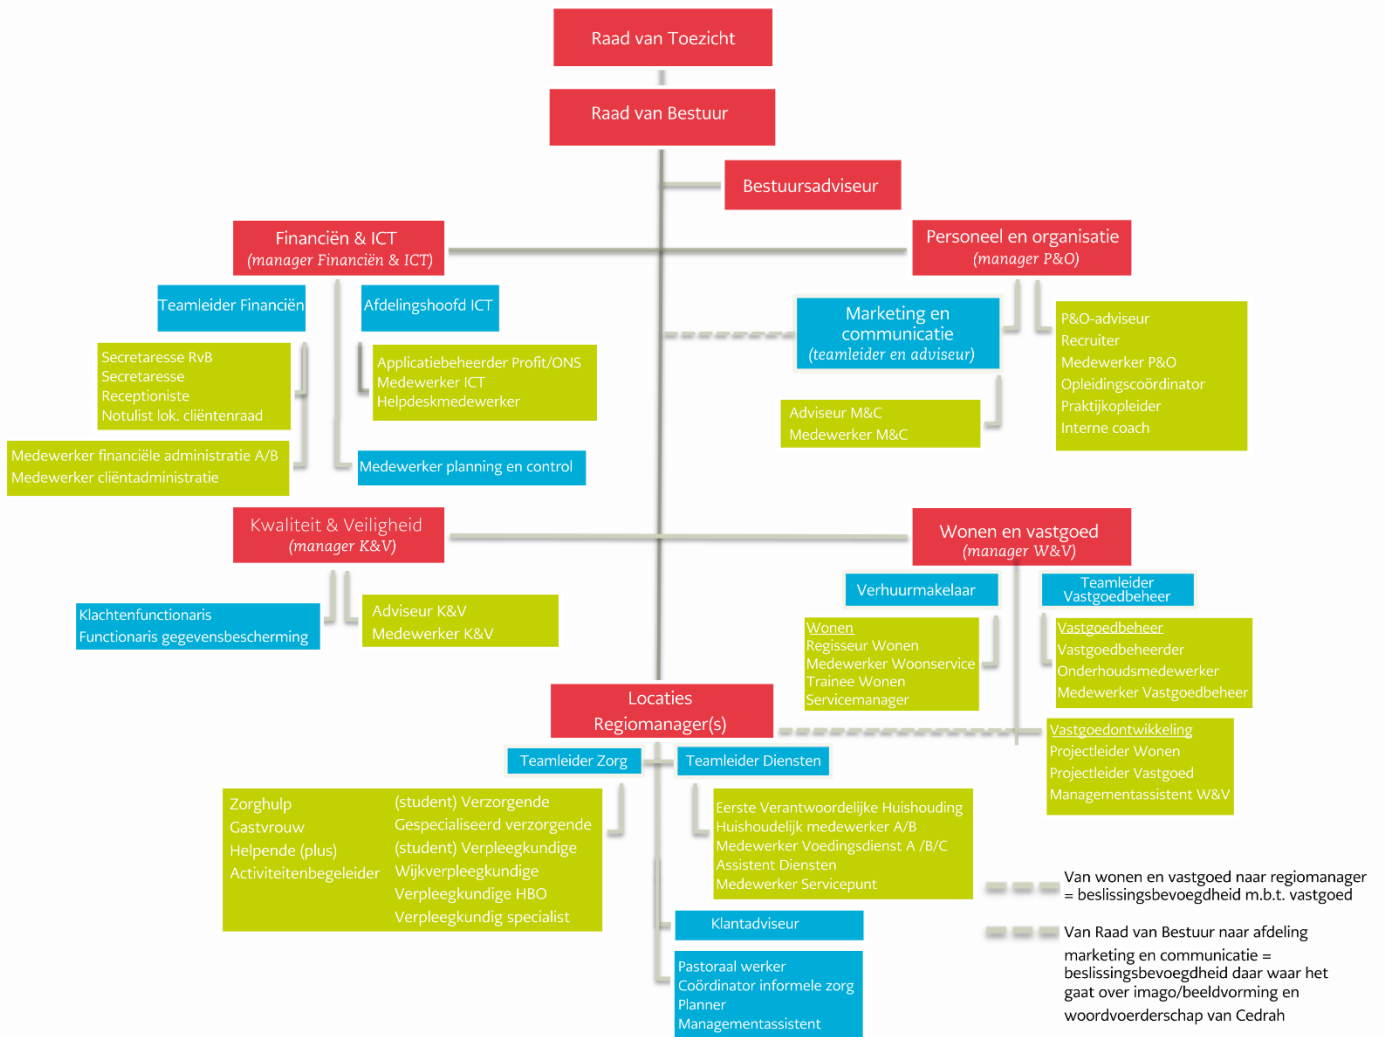 Raad van Toezicht
Raad van Bestuur
Bestuursadviseur
Financiën & ICT
(manager Financiën & ICT)
Personeel en organisatie
(manager P&O)
Teamleider Financiën
Afdelingshoofd ICT
Secretaresse RvB
Secretaresse
Receptioniste
Notulist lok. cliëntenraad
Applicatiebeheerder Profit/ONS
Medewerker ICT
Helpdeskmedewerker
Medewerker financiële administratie A/B
Medewerker cliëntadministratie
Medewerker planning en control
Marketing en
communicatie
(teamleider en adviseur)
Adviseur M&C
Medewerker M&C
P&O-adviseur
Recruiter
Medewerker P&O
Opleidingscoördinator
Praktijkopleider
Interne coach
Kwaliteit & Veiligheid
(manager K&V)
Klachtenfunctionaris
Functionaris gegevensbescherming
Adviseur K&V
Medewerker K&V
Wonen en vastgoed
(manager W&V)
Verhuurmakelaar
Teamleider
Vastgoedbeheer
Wonen
Regisseur Wonen
Medewerker Woonservice
Trainee Wonen
Servicemanager
Vastgoedbeheer
Vastgoedbeheerder
Onderhoudsmedewerker
Medewerker Vastgoedbeheer
Vastgoedontwikkeling
Projectleider Wonen
Projectleider Vastgoed
Managementassistent W&V
Locaties
Regiomanager(s)
Teamleider Zorg
Teamleider Diensten
Zorghulp
Gastvrouw
Helpende (plus)
Activiteitenbegeleider
(student) Verzorgende
Gespecialiseerd verzorgende
(student) Verpleegkundige
Wijkverpleegkundige
Verpleegkundige HBO
Verpleegkundig specialist
Eerste Verantwoordelijke Huishouding
Huishoudelijk medewerker A/B
Medewerker Voedingsdienst A /B/C
Assistent Diensten
Medewerker Servicepunt
Klantadviseur
Pastoraal werker
Coördinator informele zorg
Planner
Managementassistent
Van wonen en vastgoed naar regiomanager
= beslissingsbevoegdheid m.b.t. vastgoed
Van Raad van Bestuur naar afdeling
marketing en communicatie =
beslissingsbevoegdheid daar waar het
gaat over imago/beeldvorming en
woordvoerderschap van Cedrah